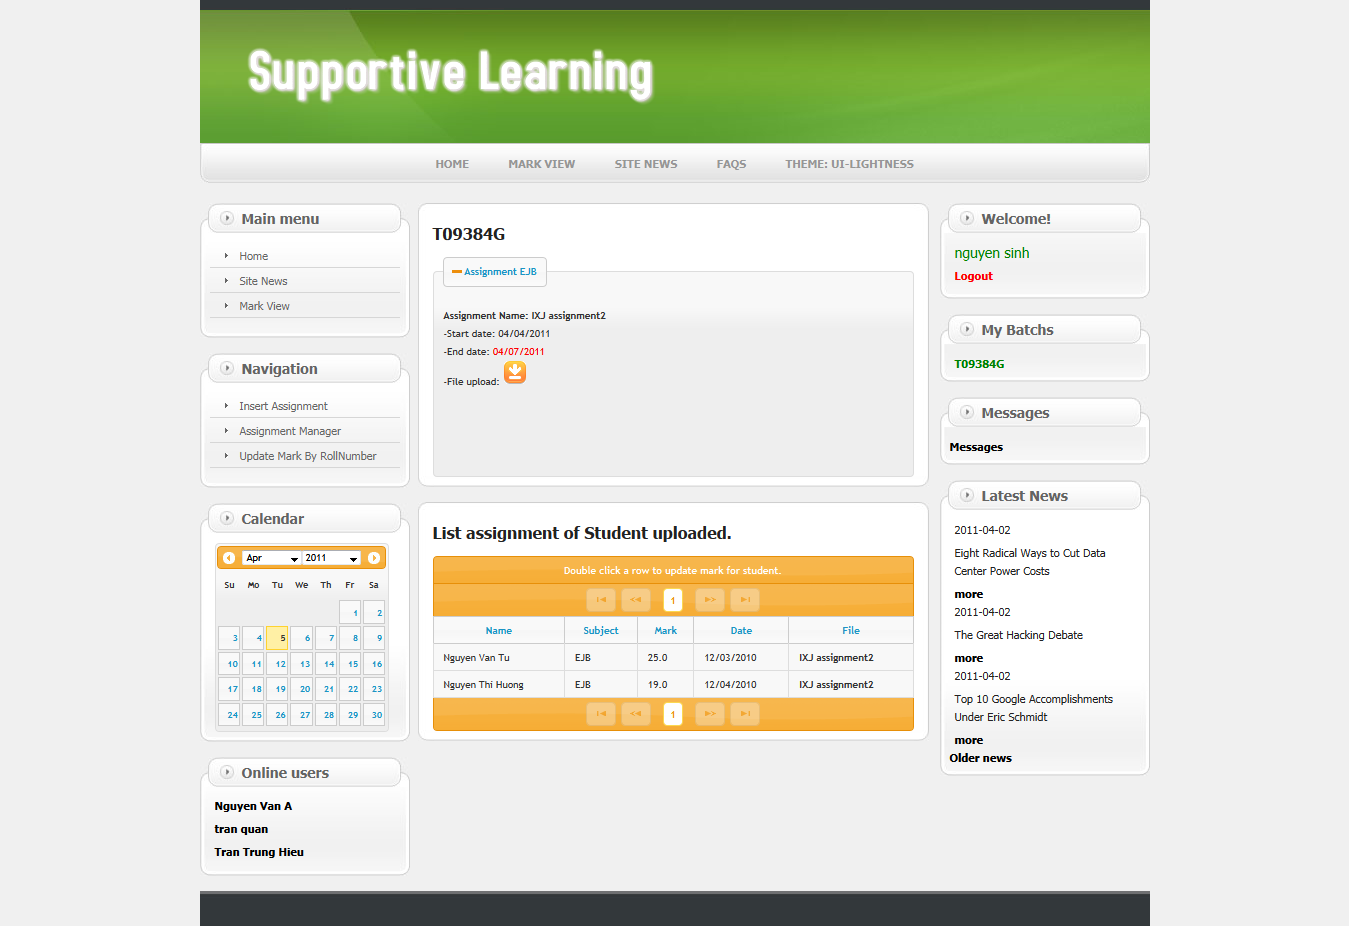 Supportive Learning
HOME MARK VIEW SITE NEWS FAQS THEME: UI-LIGHTNESS
Main menu
Home
Site News
Mark View
Navigation
Insert Assignment
Assignment Manager
Update Mark By RollNumber
Calendar
Apr 2011
Su Mo Tu We Th Fr Sa
1 2
3 4 5 6 7 8 9
10 11 12 13 14 15 16
17 18 19 20 21 22 23
24 25 26 27 28 29 30
Online users
Nguyen Van A
tran quan
Tran Trung Hieu
T09384G
Assignment EJB
Assignment Name: IXJ assignment2
-Start date: 04/04/2011
-End date: 04/07/2011
-File upload:
List assignment of Student uploaded.
Double click a row to update mark for student.
1
Name Subject Mark Date File
Nguyen Van Tu EJB 25.0 12/03/2010 IXJ assignment2
Nguyen Thi Huong EJB 19.0 12/04/2010 IXJ assignment2
1
Welcome!
nguyen sinh
Logout
My Batchs
T09384G
Messages
Messages
Latest News
2011-04-02
Eight Radical Ways to Cut Data
Center Power Costs
more
2011-04-02
The Great Hacking Debate
more
2011-04-02
Top 10 Google Accomplishments
Under Eric Schmidt
more
Older news